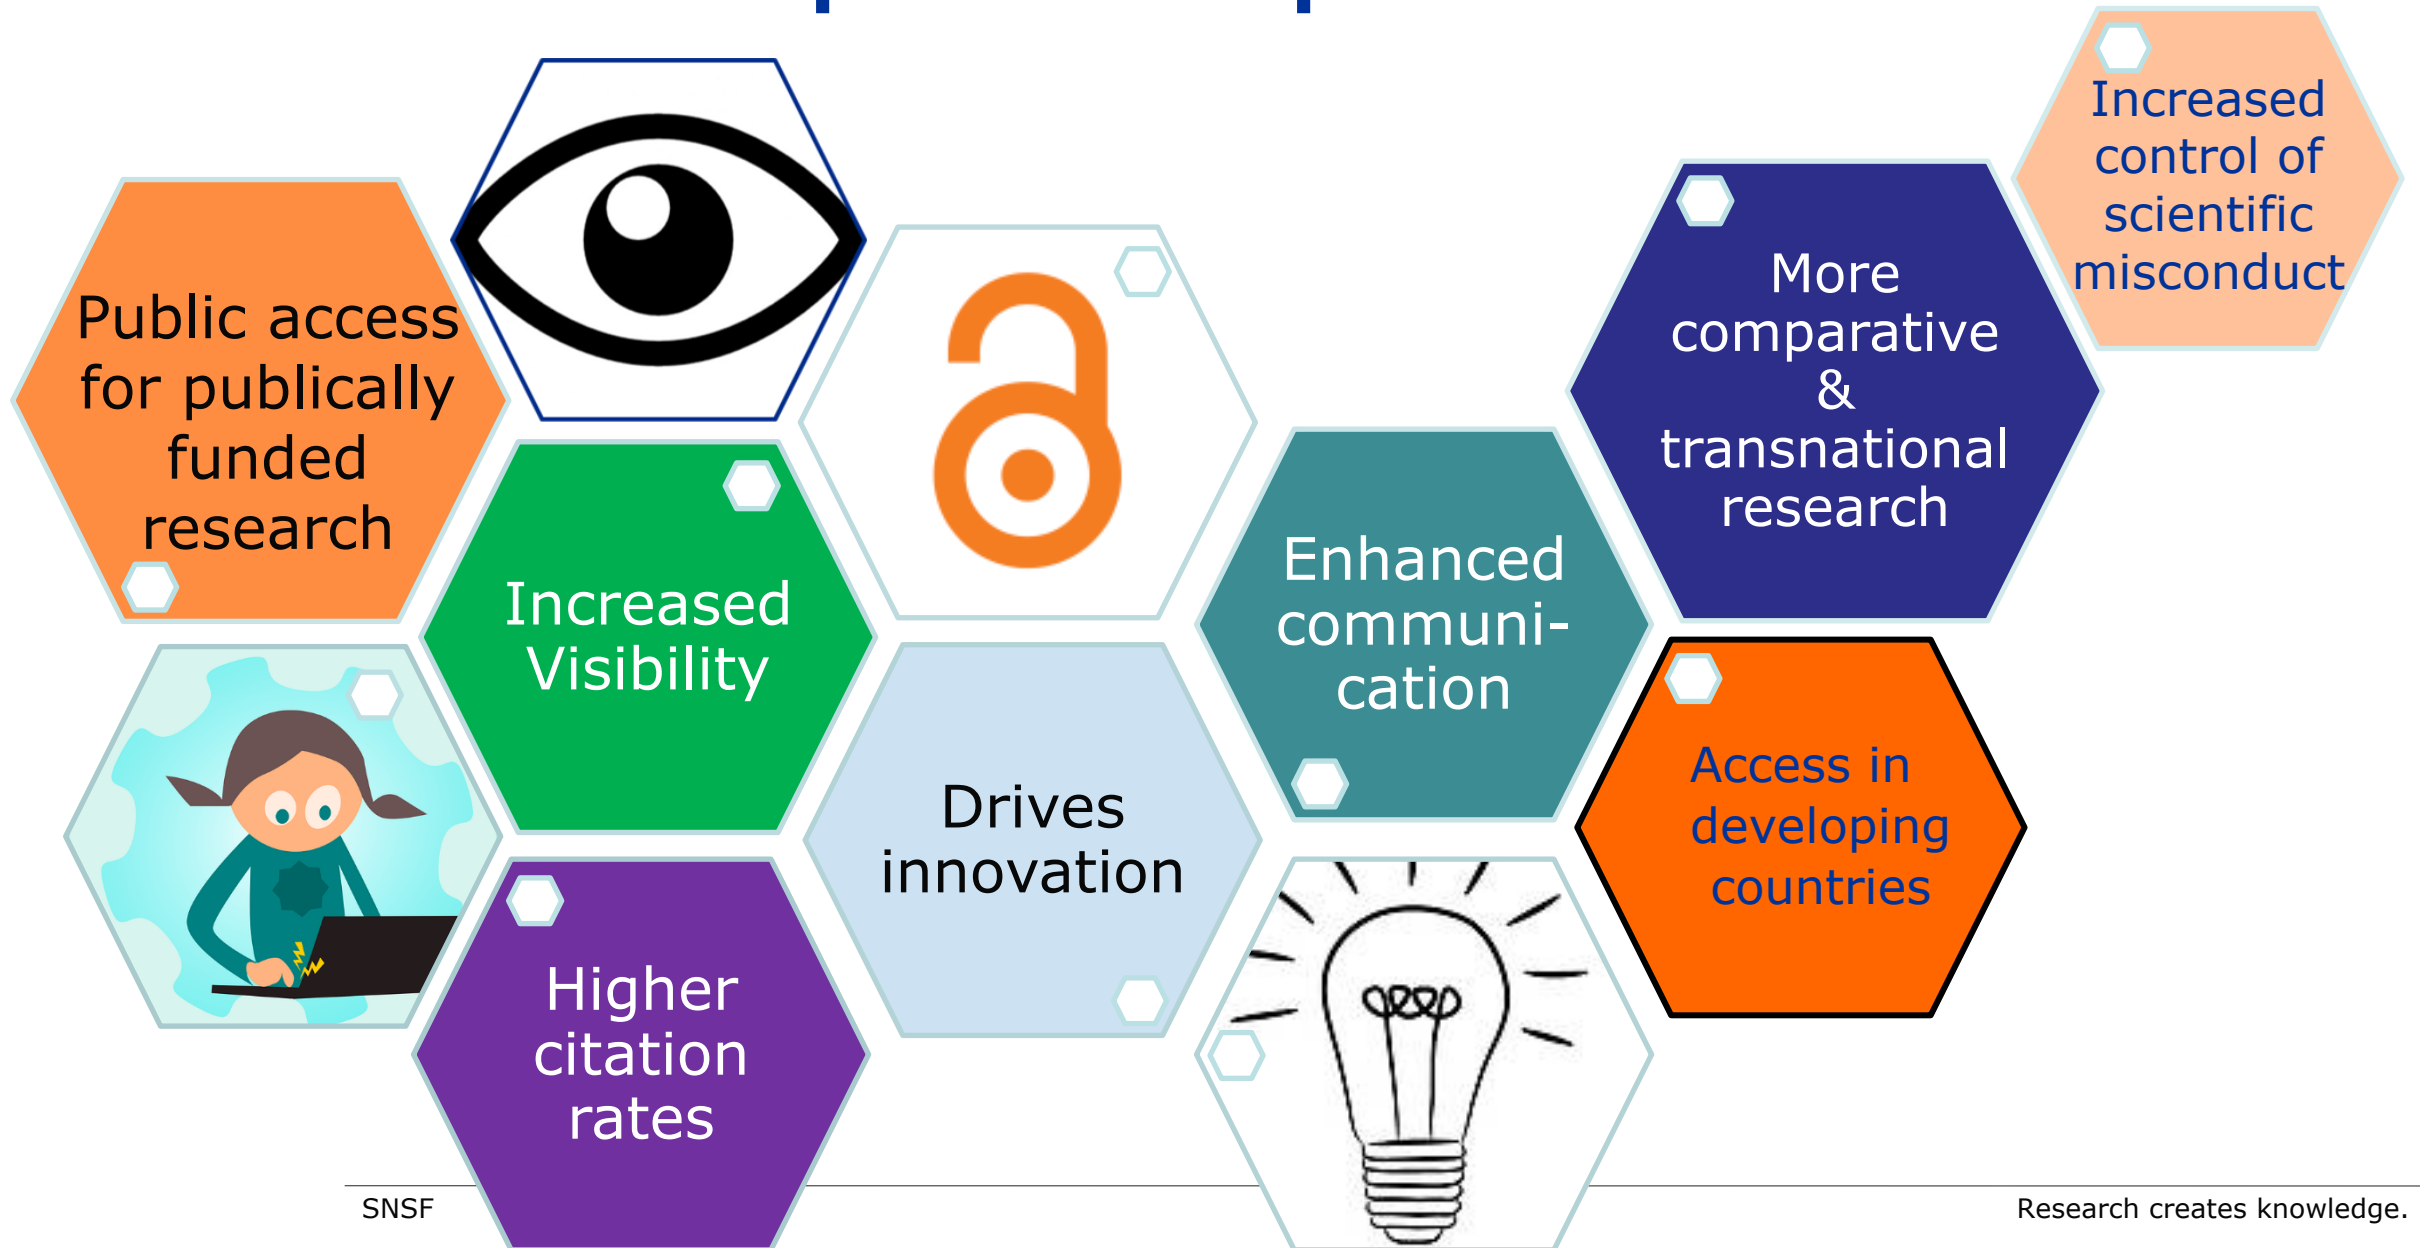 Public access
for publically
funded
research
Increased
Visibility
Higher
citation
rates
Drives
innovation
Enhanced
communi-
cation
More
comparative
&
transnational
research
Increased
control of
scientific
misconduct
Access in
developing
countries
SNSF
Research creates knowledge.